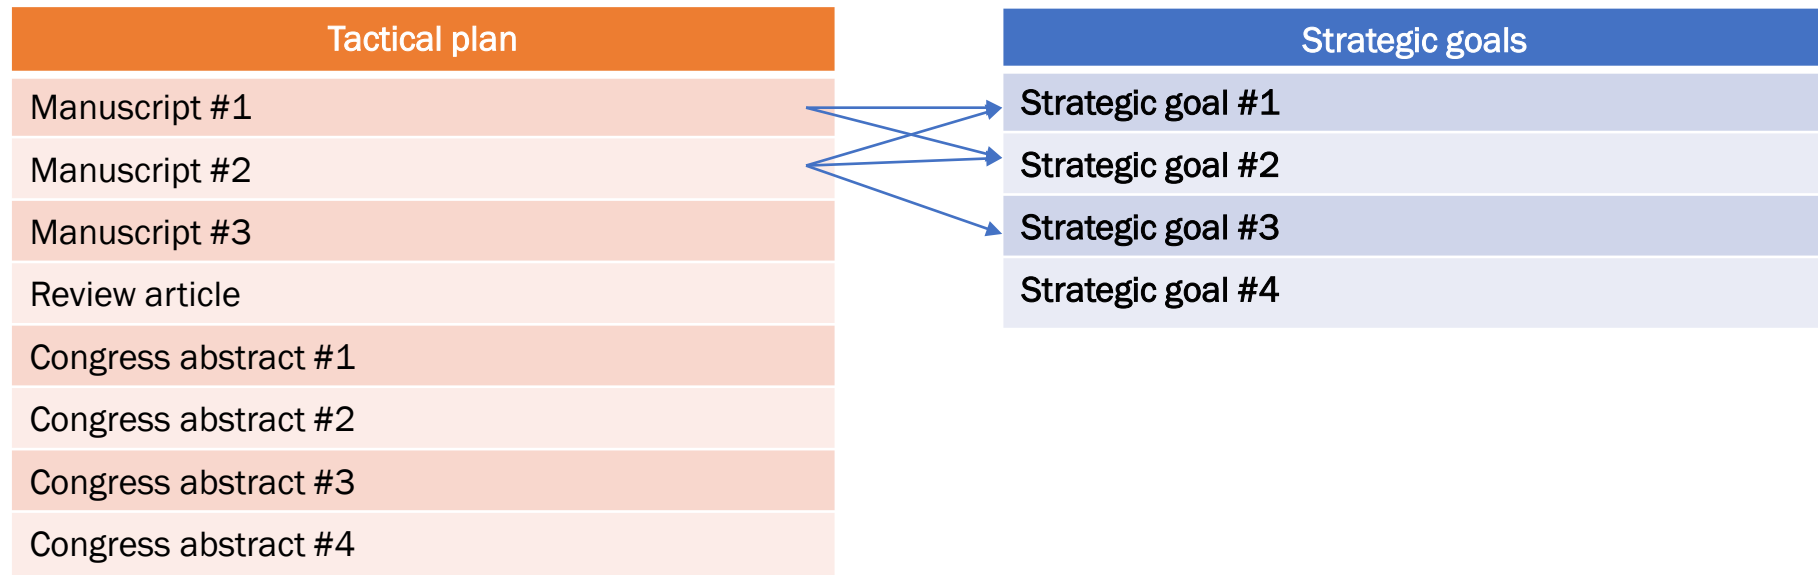 Tactical plan
Manuscript #1
Manuscript #2
Manuscript #3
Review article
Congress abstract #1
Congress abstract #2
Congress abstract #3
Congress abstract #4
Strategic goals
Strategic goal #1
Strategic goal #2
Strategic goal #3
Strategic goal #4